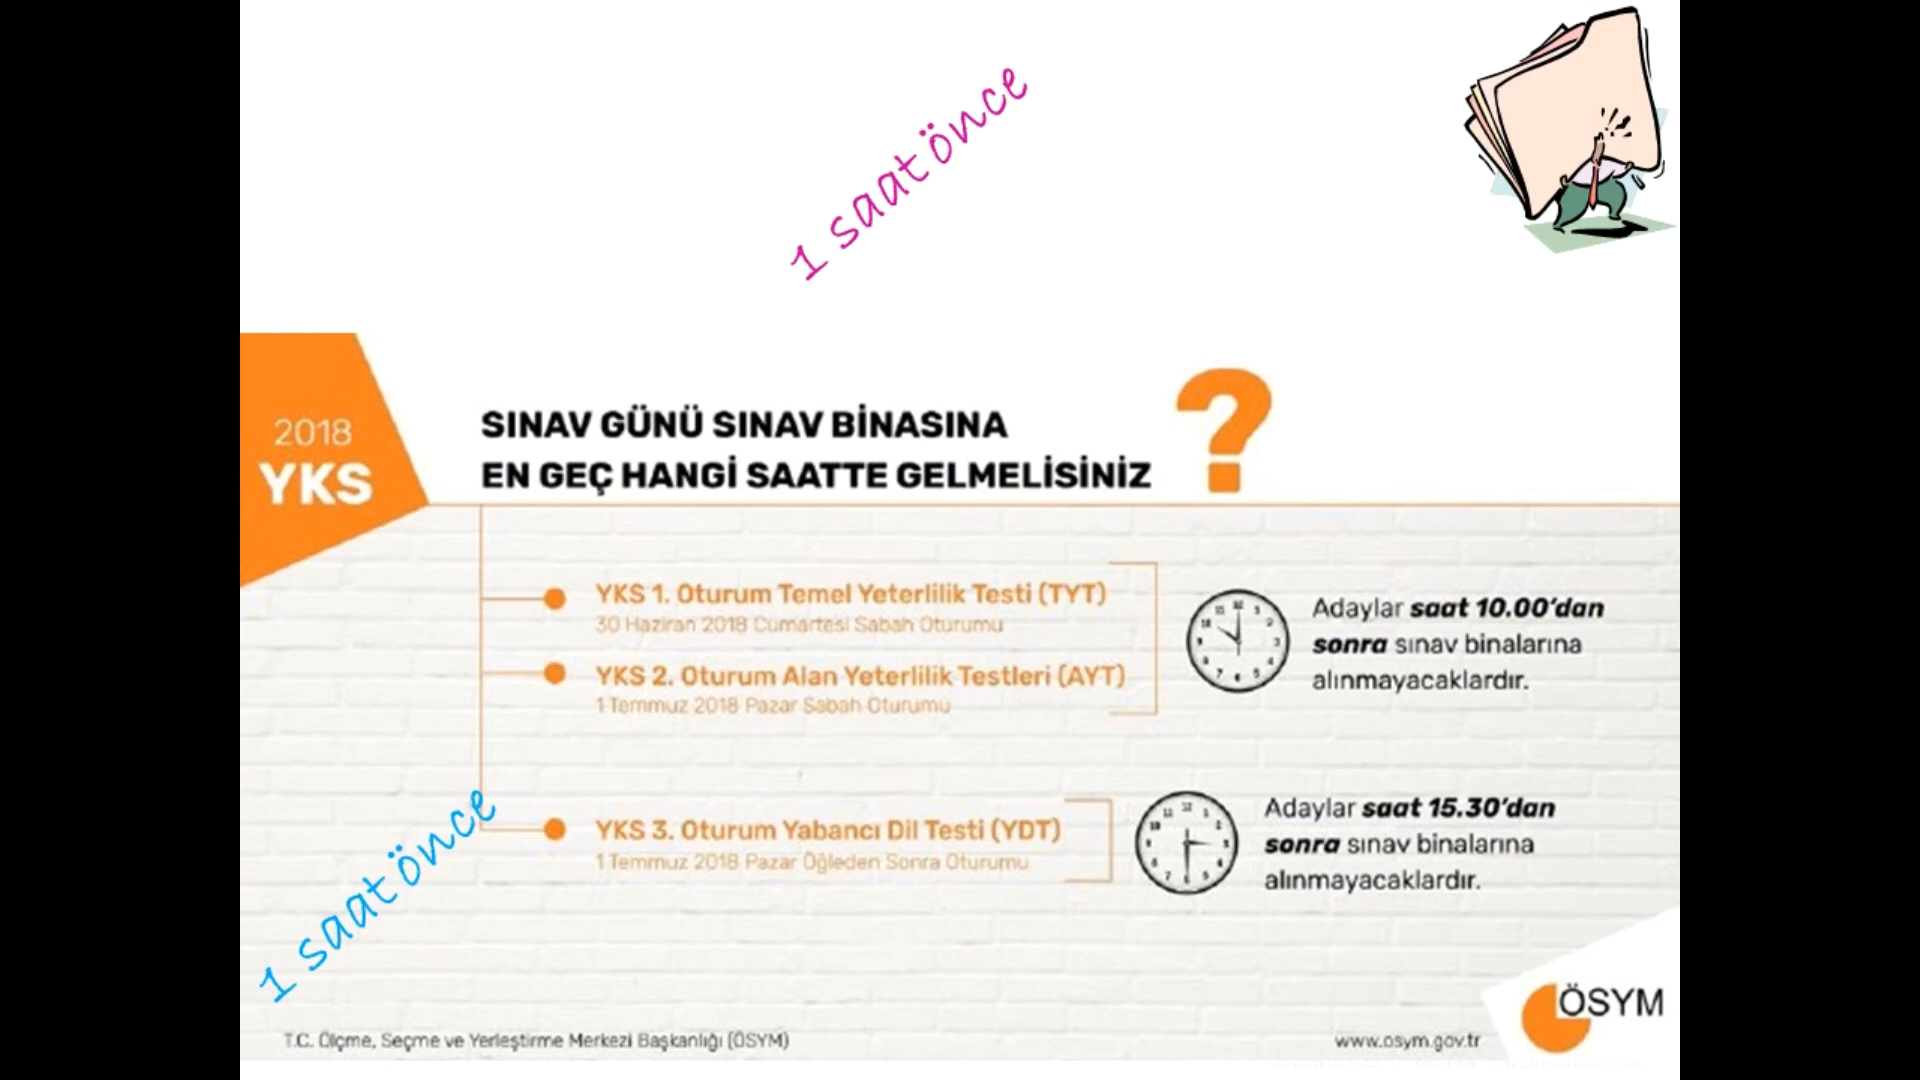 1 saat önce
2018
YKS
SINAV GÜNÜ SINAV BİNASINA
EN GEÇ HANGİ SAATTE GELMELİSİNİZ ?
YKS 1. Oturum Temel Yeterlilik Testi (TYT)
30 Haziran 2018 Cumartesi Sabah Oturumu
YKS 2. Oturum Alan Yeterlilik Testleri (AYT)
1 Temmuz 2018 Pazar Sabah Oturumu
Adaylar saat 10.00'dan
sonra sınav binalarına
alınmayacaklardır.
YKS 3. Oturum Yabancı Dil Testi (YDT)
1 Temmuz 2018 Pazar Öğleden Sonra Oturumu
Adaylar saat 15.30'dan
sonra sınav binalarına
alınmayacaklardır.
1 saat önce
T.C. Ölçme, Seçme ve Yerleştirme Merkezi Başkanlığı (ÖSYM)
www.osym.gov.tr
ÖSYM